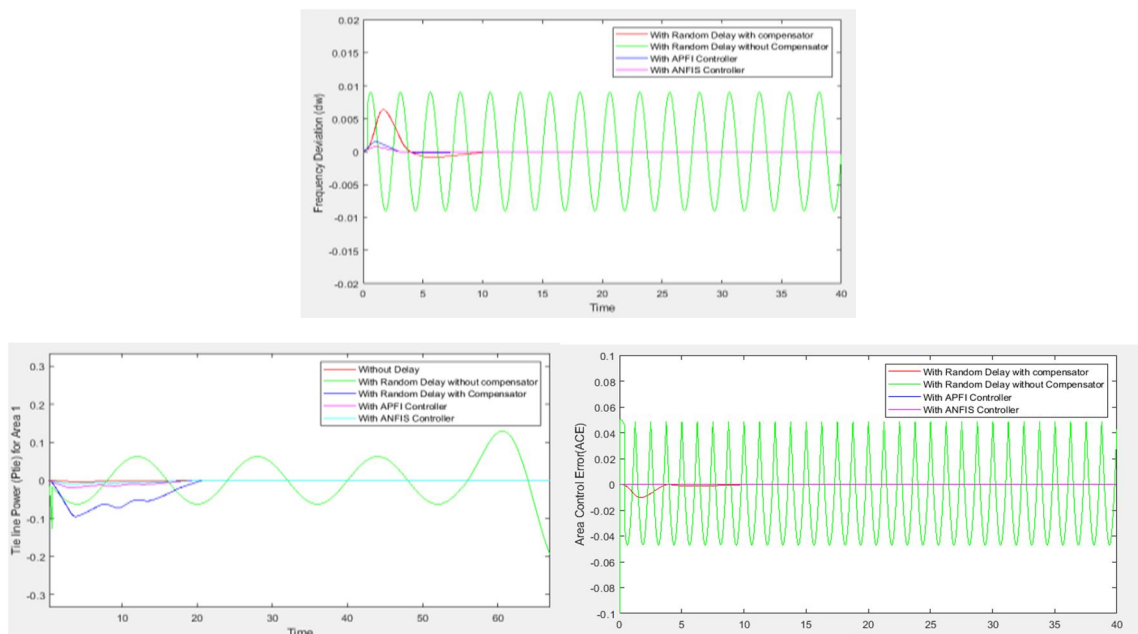 0.02
0.015
0.01
0.005
0
-0.005
-0.01
-0.015
-0.02
Frequency Deviation (dw)
With Random Delay with compensator
With Random Delay without Compensator
With APFI Controller
With ANFIS Controller
0 5 10 15 20 25 30 35 40
Time
0.3
0.2
0.1
0
-0.1
-0.2
-0.3
Tie line Power (Ptie) for Area 1
Without Delay
With Random Delay without compensator
With Random Delay with Compensator
With APFI Controller
With ANFIS Controller
10 20 30 40 50 60
Time
0.1
0.08
0.06
0.04
0.02
0
-0.02
-0.04
-0.06
-0.08
-0.1
Area Control Error(ACE)
With Random Delay with compensator
With Random Delay without Compensator
With APFI Controller
With ANFIS Controller
0 5 10 15 20 25 30 35 40